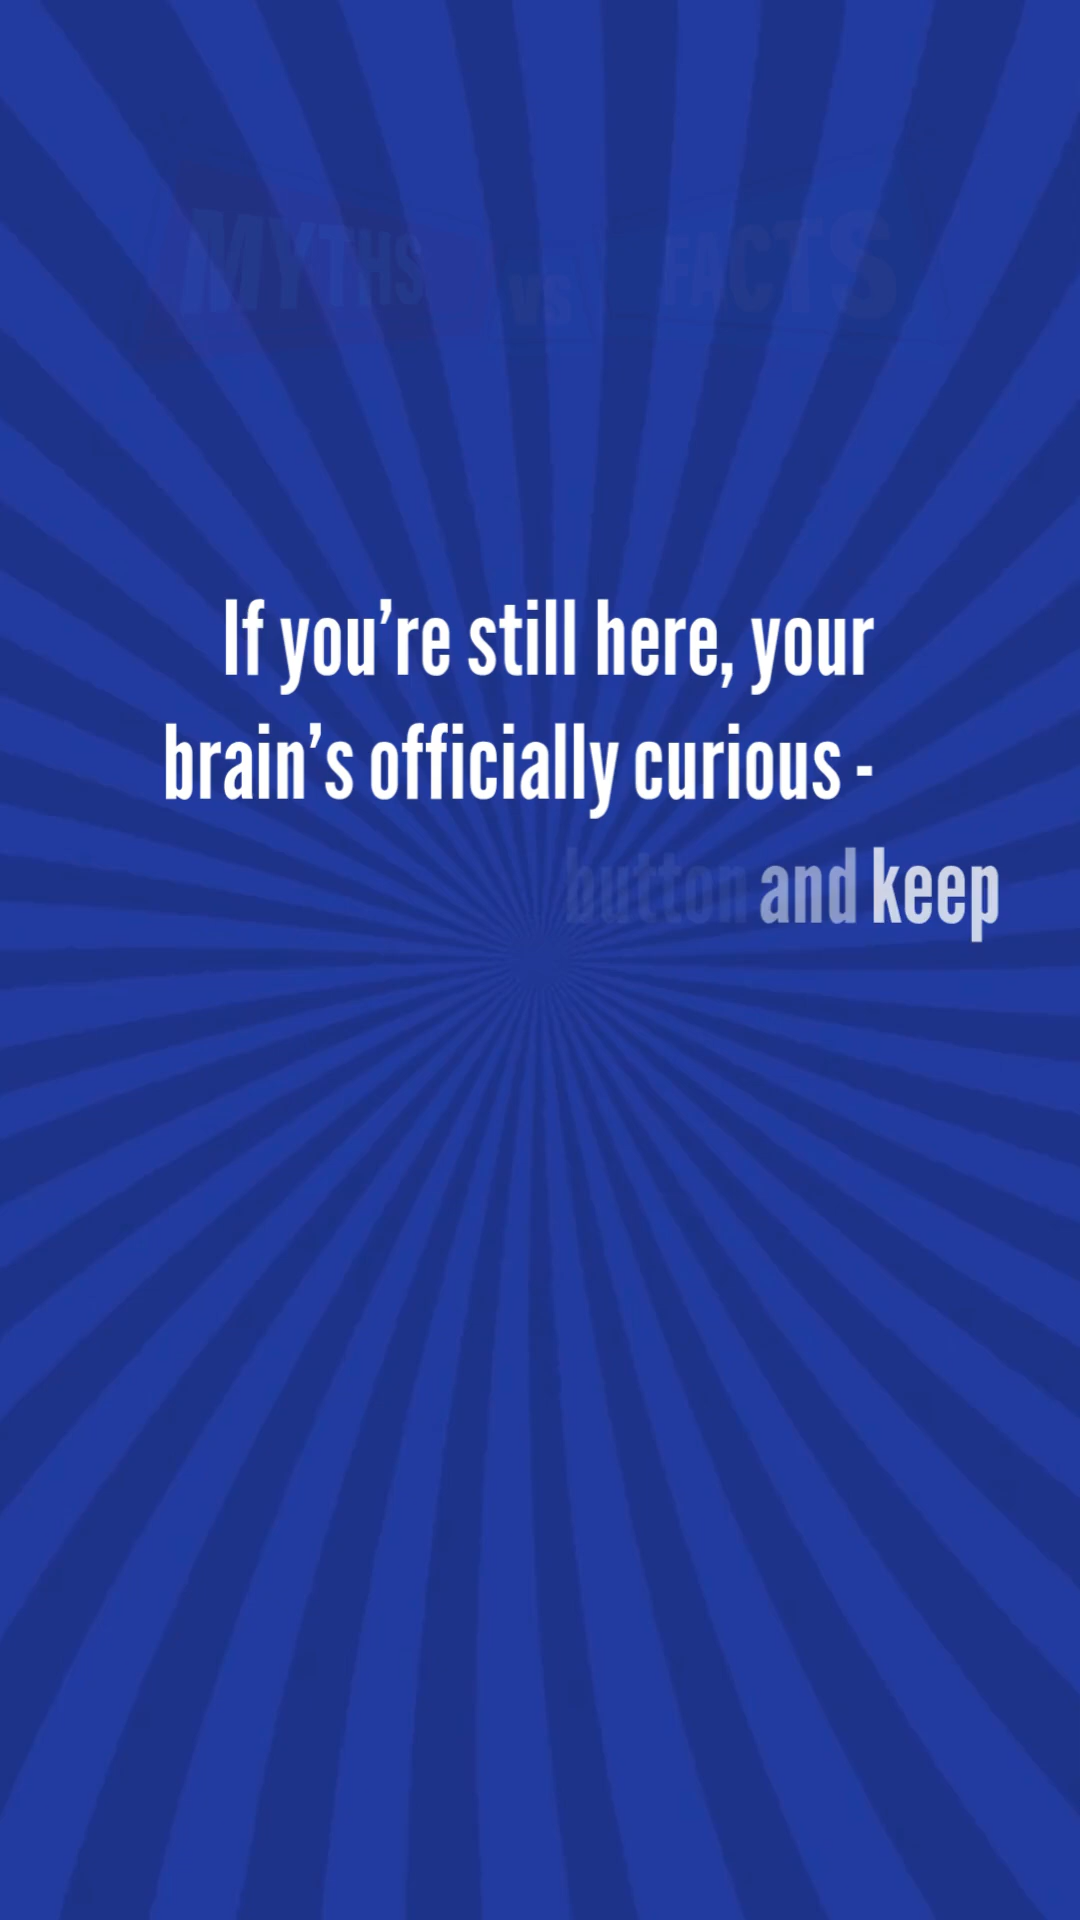 MYTHS vs FACTS
If you’re still here, your
brain’s officially curious -
button and keep